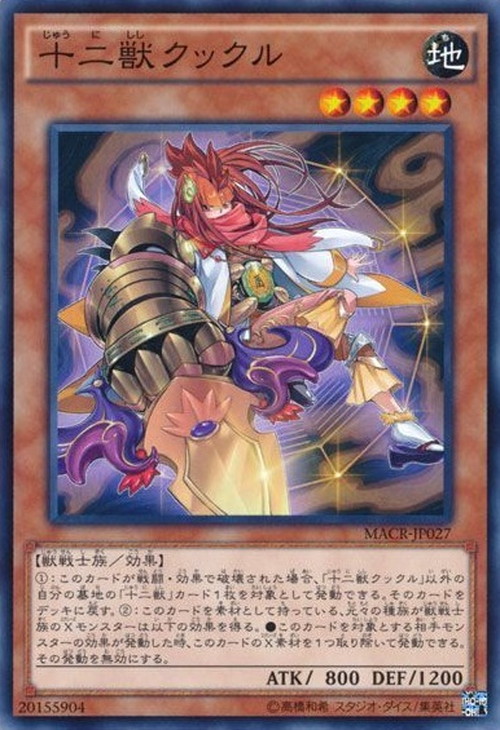 十二獣クックル
地
MACR-JP027
【獣戦士族／効果】
①：このカードが戦闘・効果で破壊された場合、「十二獣クックル」以外の
自分の墓地の「十二獣」カード１枚を対象として発動できる。そのカードを
デッキに戻す。②：このカードを素材として持っている、元々の種族が獣戦士
族のＸモンスターは以下の効果を得る。●このカードを対象とする相手モン
スターの効果が発動した時、このカードのＸ素材を１つ取り除いて発動できる。
その発動を無効にする。
ATK/ 800 DEF/1200
20155904
©高橋和希 スタジオ・ダイス/集英社